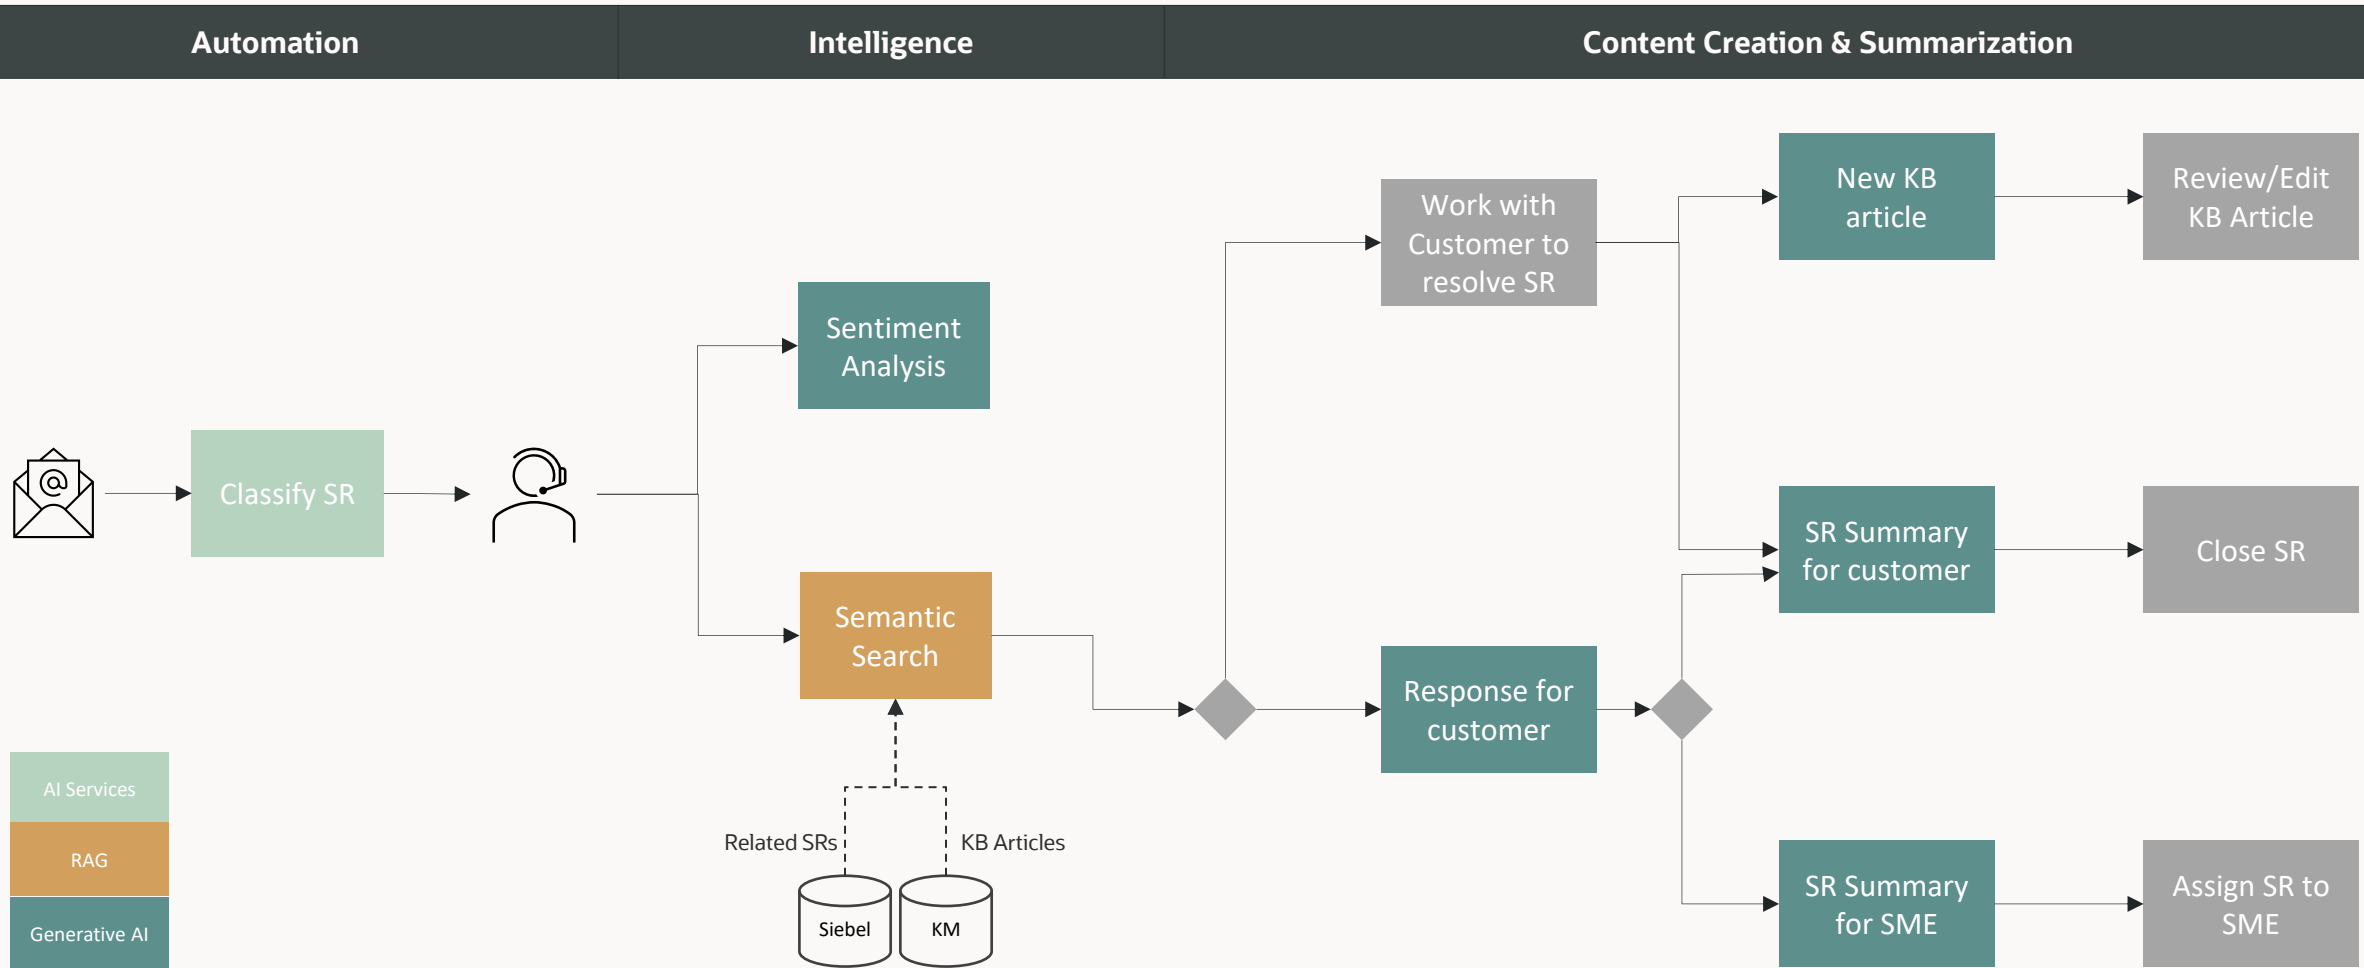 Automation
Intelligence
Content Creation & Summarization
New KB
article
Review/Edit
KB Article
Work with
Customer to
resolve SR
Sentiment
Analysis
Classify SR
@
SR Summary
for customer
Close SR
Semantic
Search
Response for
customer
AI Services
RAG
Generative AI
Related SRs
KB Articles
Siebel
KM
SR Summary
for SME
Assign SR to
SME